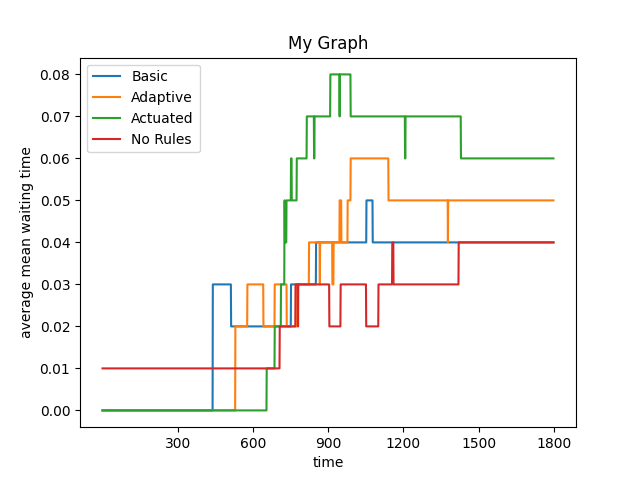 My Graph
Basic
Adaptive
Actuated
No Rules
average mean waiting time
0.08
0.07
0.06
0.05
0.04
0.03
0.02
0.01
0.00
300 600 900 1200 1500 1800
time